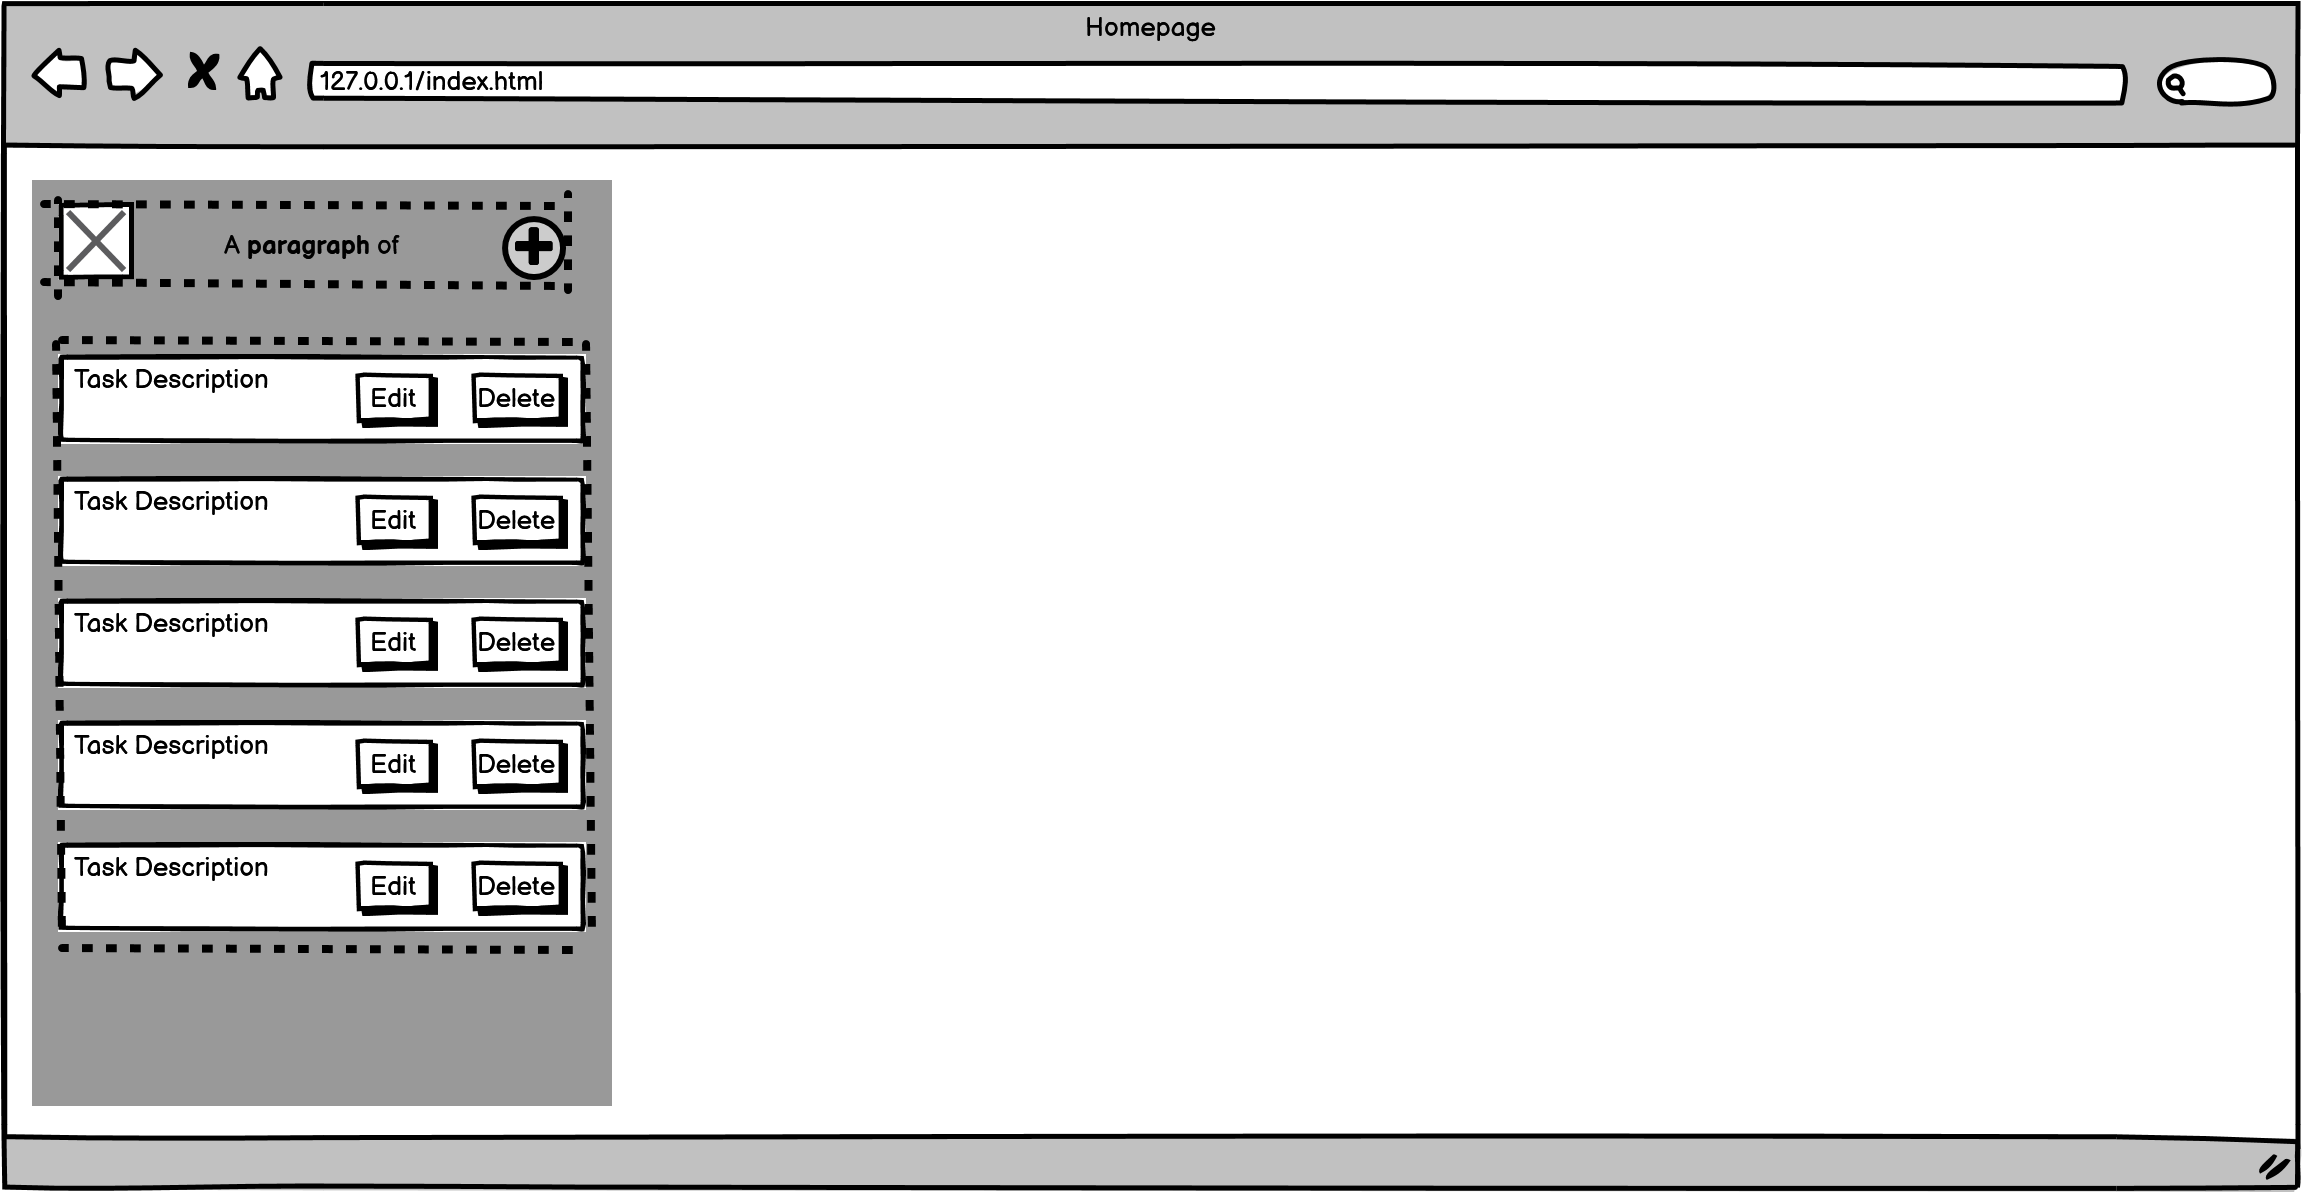 Homepage
127.0.0.1/index.html
A paragraph of
Task Description
Edit
Delete
Task Description
Edit
Delete
Task Description
Edit
Delete
Task Description
Edit
Delete
Task Description
Edit
Delete